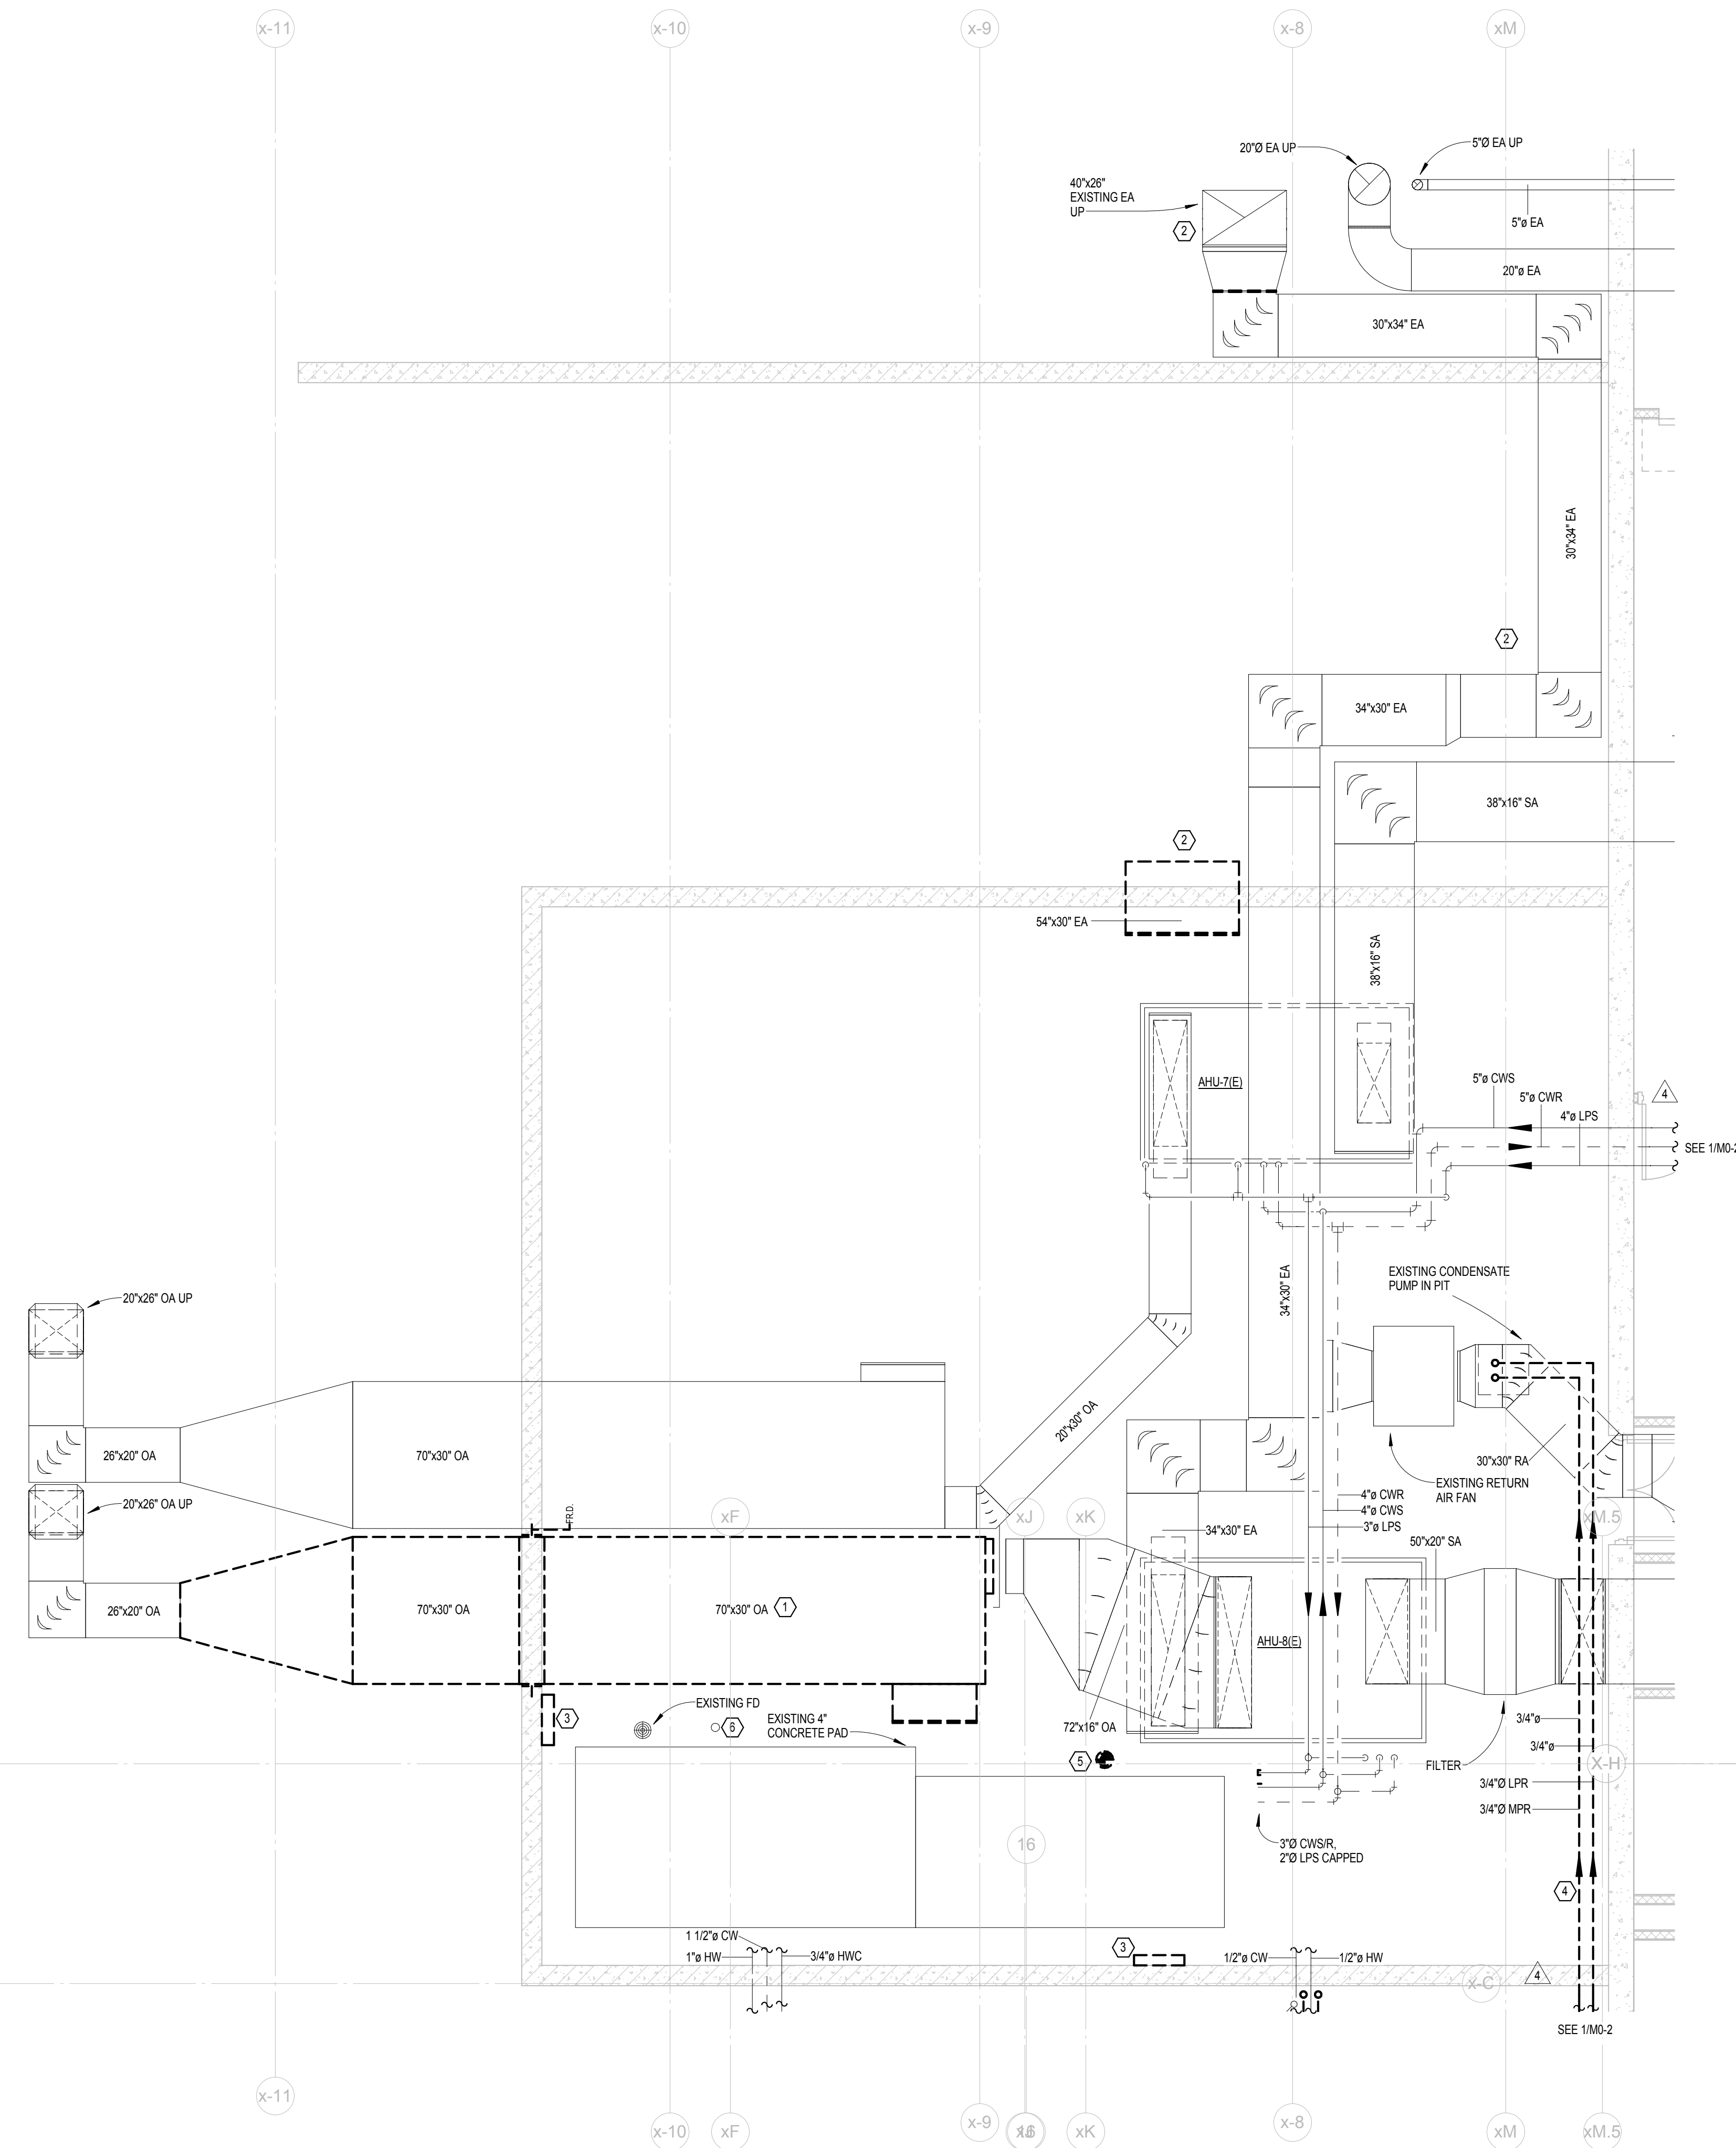 x-11
x-10
x-9
x-8
xM
20"Ø EA UP
5"Ø EA UP
40"x26"
EXISTING EA
UP
2
5"ø EA
20"ø EA
30"x34" EA
30"x34" EA
2
34"x30" EA
38"x16" SA
2
54"x30" EA
38"x16" SA
AHU-7(E)
5"ø CWS
5"ø CWR
4"ø LPS
4
SEE 1/M0-2
EXISTING CONDENSATE
PUMP IN PIT
34"x30" EA
20"x26" OA UP
20"x30" OA
26"x20" OA
70"x30" OA
30"x30" RA
EXISTING RETURN
AIR FAN
20"x26" OA UP
F.R.D.
xF
xJ
xK
xM.5
4"ø CWR
4"ø CWS
3"ø LPS
34"x30" EA
50"x20" SA
26"x20" OA
70"x30" OA
70"x30" OA
1
AHU-8(E)
3
EXISTING FD
6
EXISTING 4"
CONCRETE PAD
72"x16" OA
5
3/4"ø
3/4"ø
FILTER
X-H
3/4"Ø LPR
3/4"Ø MPR
16
3"Ø CWS/R,
2"Ø LPS CAPPED
4
1 1/2"ø CW
1"ø HW
3/4"ø HWC
3
1/2"ø CW
1/2"ø HW
x-C
4
SEE 1/M0-2
x-11
x-10
xF
x-9
xK
x-8
xM
xM.5